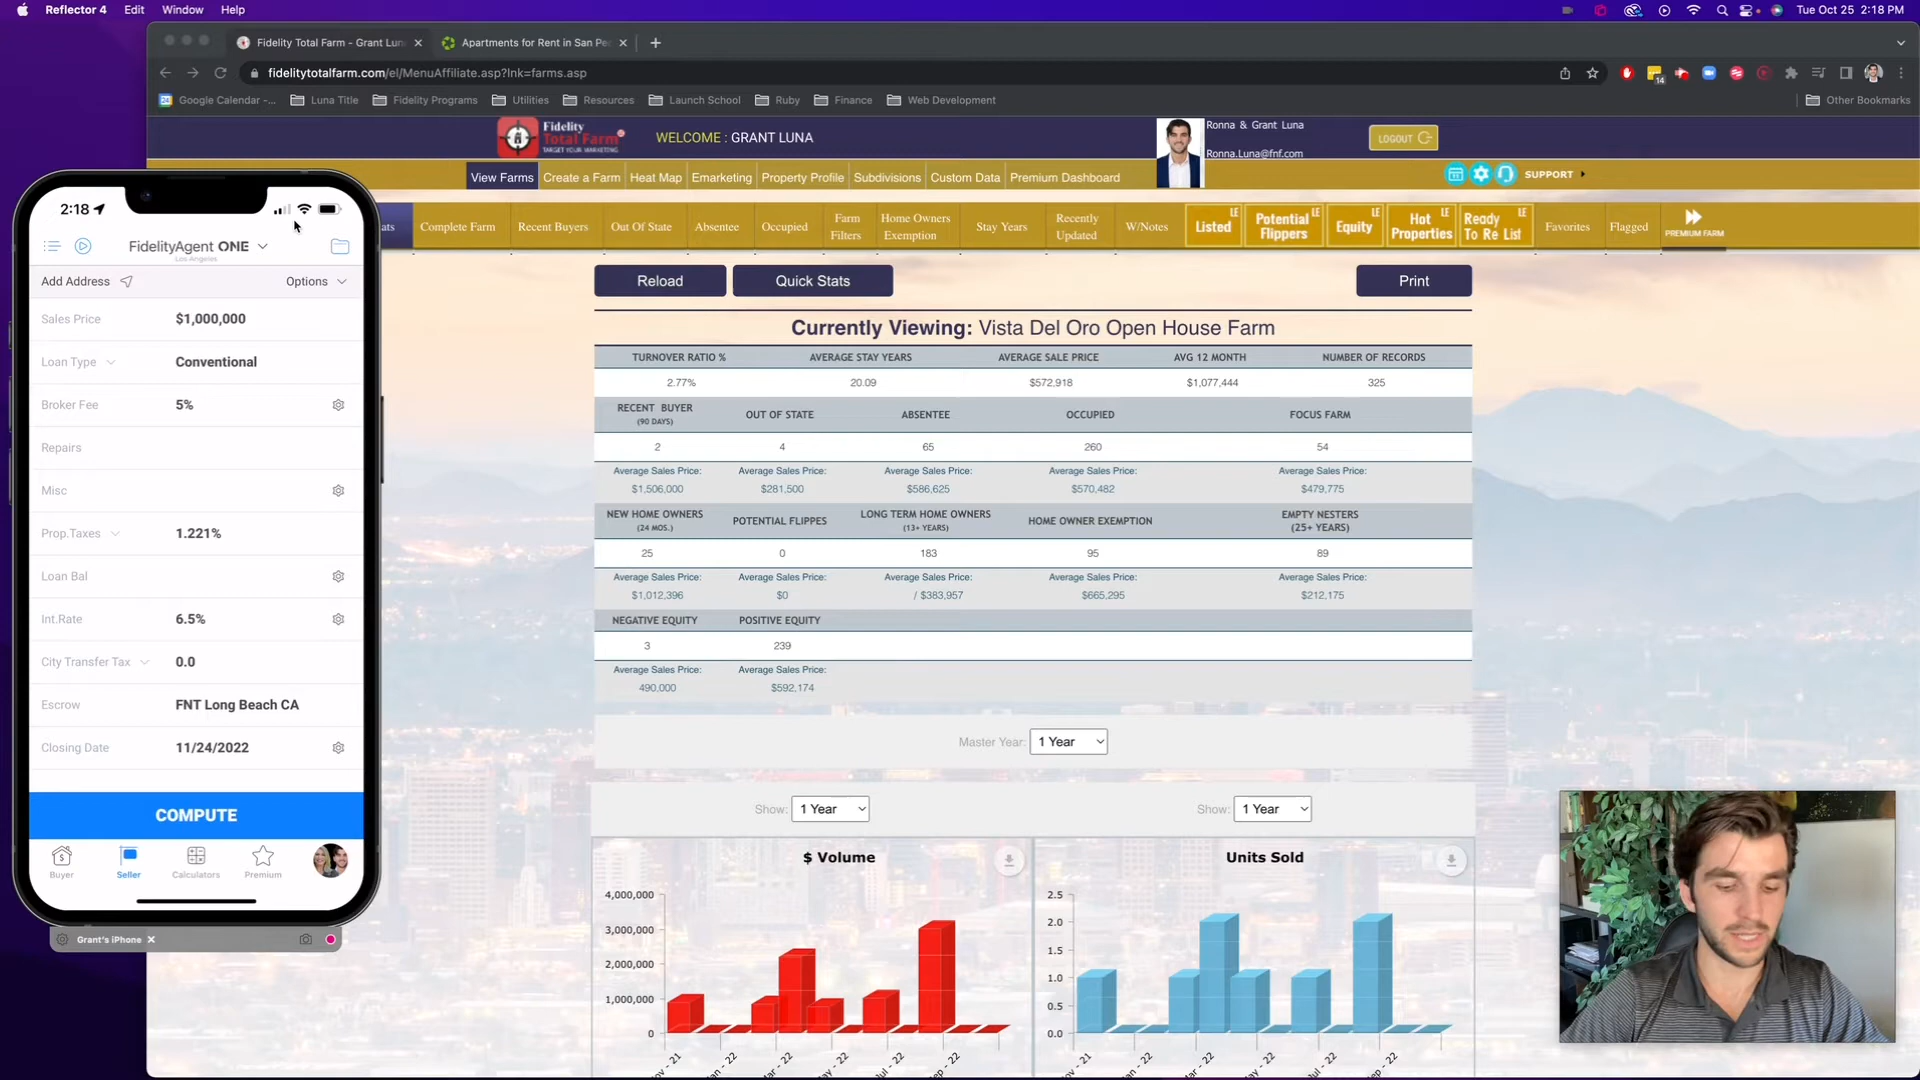 Reflector 4 Edit Window Help
Tue Oct 25 2:18 PM
Fidelity Total Farm - Grant Lun
Apartments for Rent in San Pe
fidelitytotalfarm.com/el/MenuAffiliate.asp?lnk=farms.asp
14
Google Calendar -... Luna Title Fidelity Programs Utilities Resources Launch School Ruby Finance Web Development Other Bookmarks
Fidelity
Total Farm
TARGET YOUR MARKETING
WELCOME : GRANT LUNA
Ronna & Grant Luna
Ronna.Luna@fnf.com
LOGOUT
View Farms Create a Farm Heat Map Emarketing Property Profile Subdivisions Custom Data Premium Dashboard
SUPPORT
ats Complete Farm Recent Buyers Out Of State Absentee Occupied Farm Filters Home Owners Exemption Stay Years Recently Updated W/Notes Listed LE Potential Flippers LE Equity LE Hot Properties LE Ready To Re List LE Favorites Flagged PREMIUM FARM
Reload Quick Stats Print
Currently Viewing: Vista Del Oro Open House Farm
TURNOVER RATIO % AVERAGE STAY YEARS AVERAGE SALE PRICE AVG 12 MONTH NUMBER OF RECORDS
2.77% 20.09 $572,918 $1,077,444 325
RECENT BUYER (90 DAYS) OUT OF STATE ABSENTEE OCCUPIED FOCUS FARM
2 4 65 260 54
Average Sales Price: Average Sales Price: Average Sales Price: Average Sales Price: Average Sales Price:
$1,506,000 $281,500 $586,625 $570,482 $479,775
NEW HOME OWNERS (24 MOS.) POTENTIAL FLIPPES LONG TERM HOME OWNERS (13+ YEARS) HOME OWNER EXEMPTION EMPTY NESTERS (25+ YEARS)
25 0 183 95 89
Average Sales Price: Average Sales Price: Average Sales Price: Average Sales Price: Average Sales Price:
$1,012,396 $0 / $383,957 $665,295 $212,175
NEGATIVE EQUITY POSITIVE EQUITY
3 239
Average Sales Price: Average Sales Price:
490,000 $592,174
Master Year: 1 Year
Show: 1 Year Show: 1 Year
$ Volume
4,000,000
3,000,000
2,000,000
1,000,000
0
Units Sold
2.5
2.0
1.5
1.0
0.5
0.0
2:18
FidelityAgent ONE
Los Angeles
Add Address Options
Sales Price $1,000,000
Loan Type Conventional
Broker Fee 5%
Repairs
Misc
Prop.Taxes 1.221%
Loan Bal
Int.Rate 6.5%
City Transfer Tax 0.0
Escrow FNT Long Beach CA
Closing Date 11/24/2022
COMPUTE
Buyer Seller Calculators Premium
Grant's iPhone